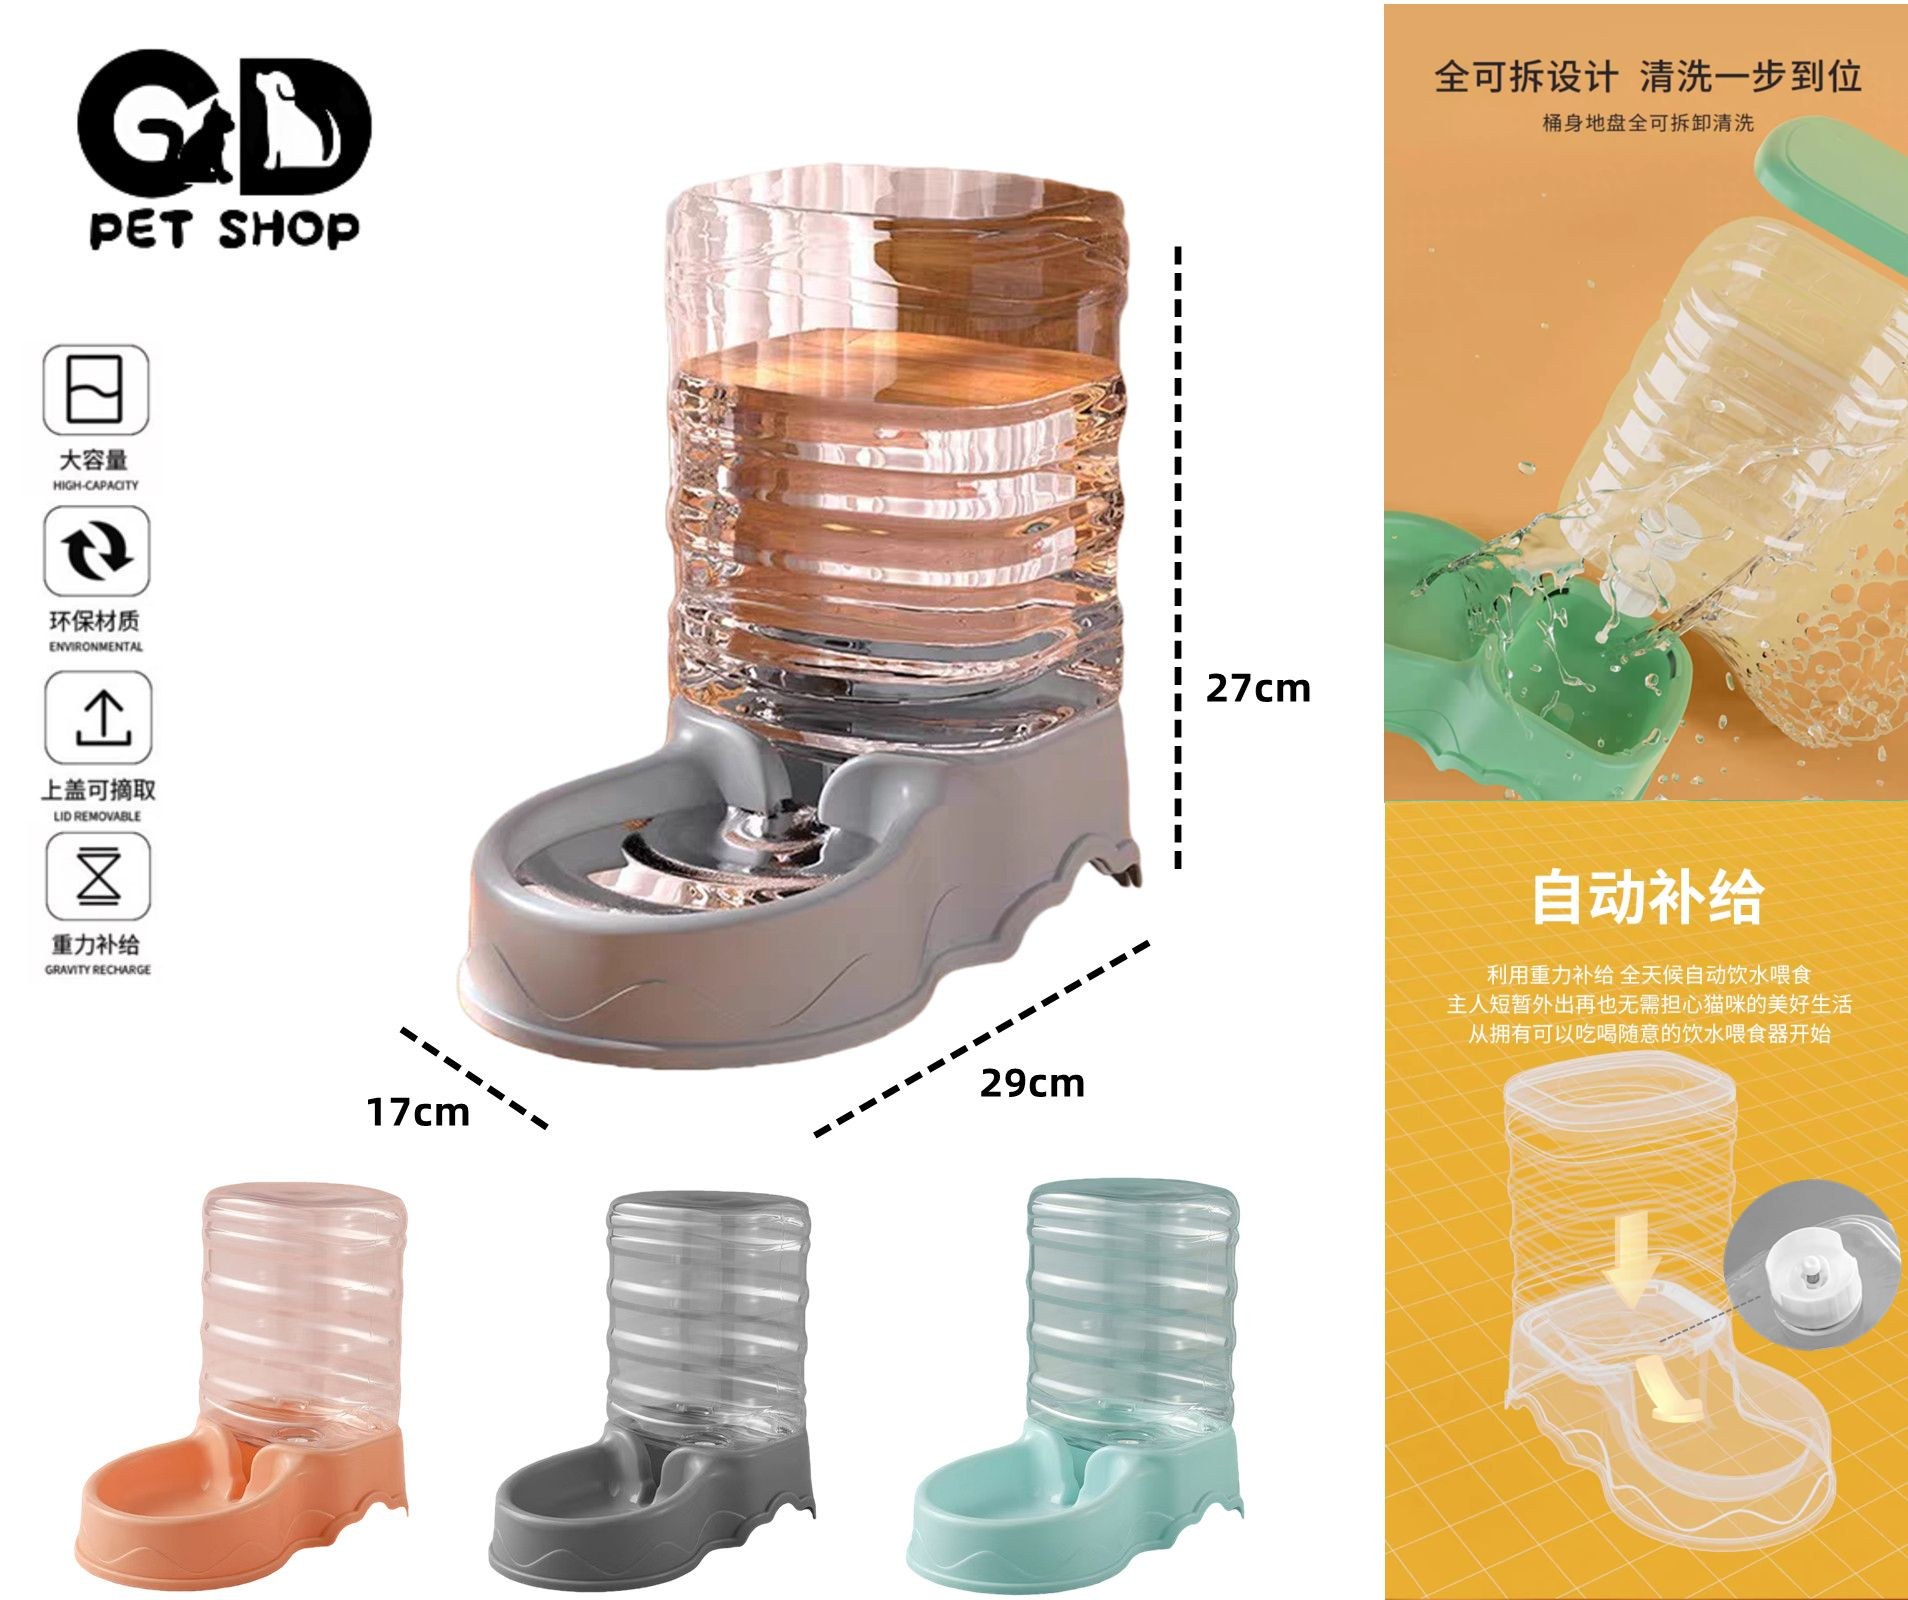 GD
PET SHOP
大容量
HIGH-CAPACITY
环保材质
ENVIRONMENTAL
上盖可摘取
LID REMOVABLE
重力补给
GRAVITY RECHARGE
27cm
29cm
17cm
全可拆设计 清洗一步到位
桶身地盘全可拆卸清洗
自动补给
利用重力补给 全天候自动饮水喂食
主人短暂外出再也无需担心猫咪的美好生活
从拥有可以吃喝随意的饮水喂食器开始